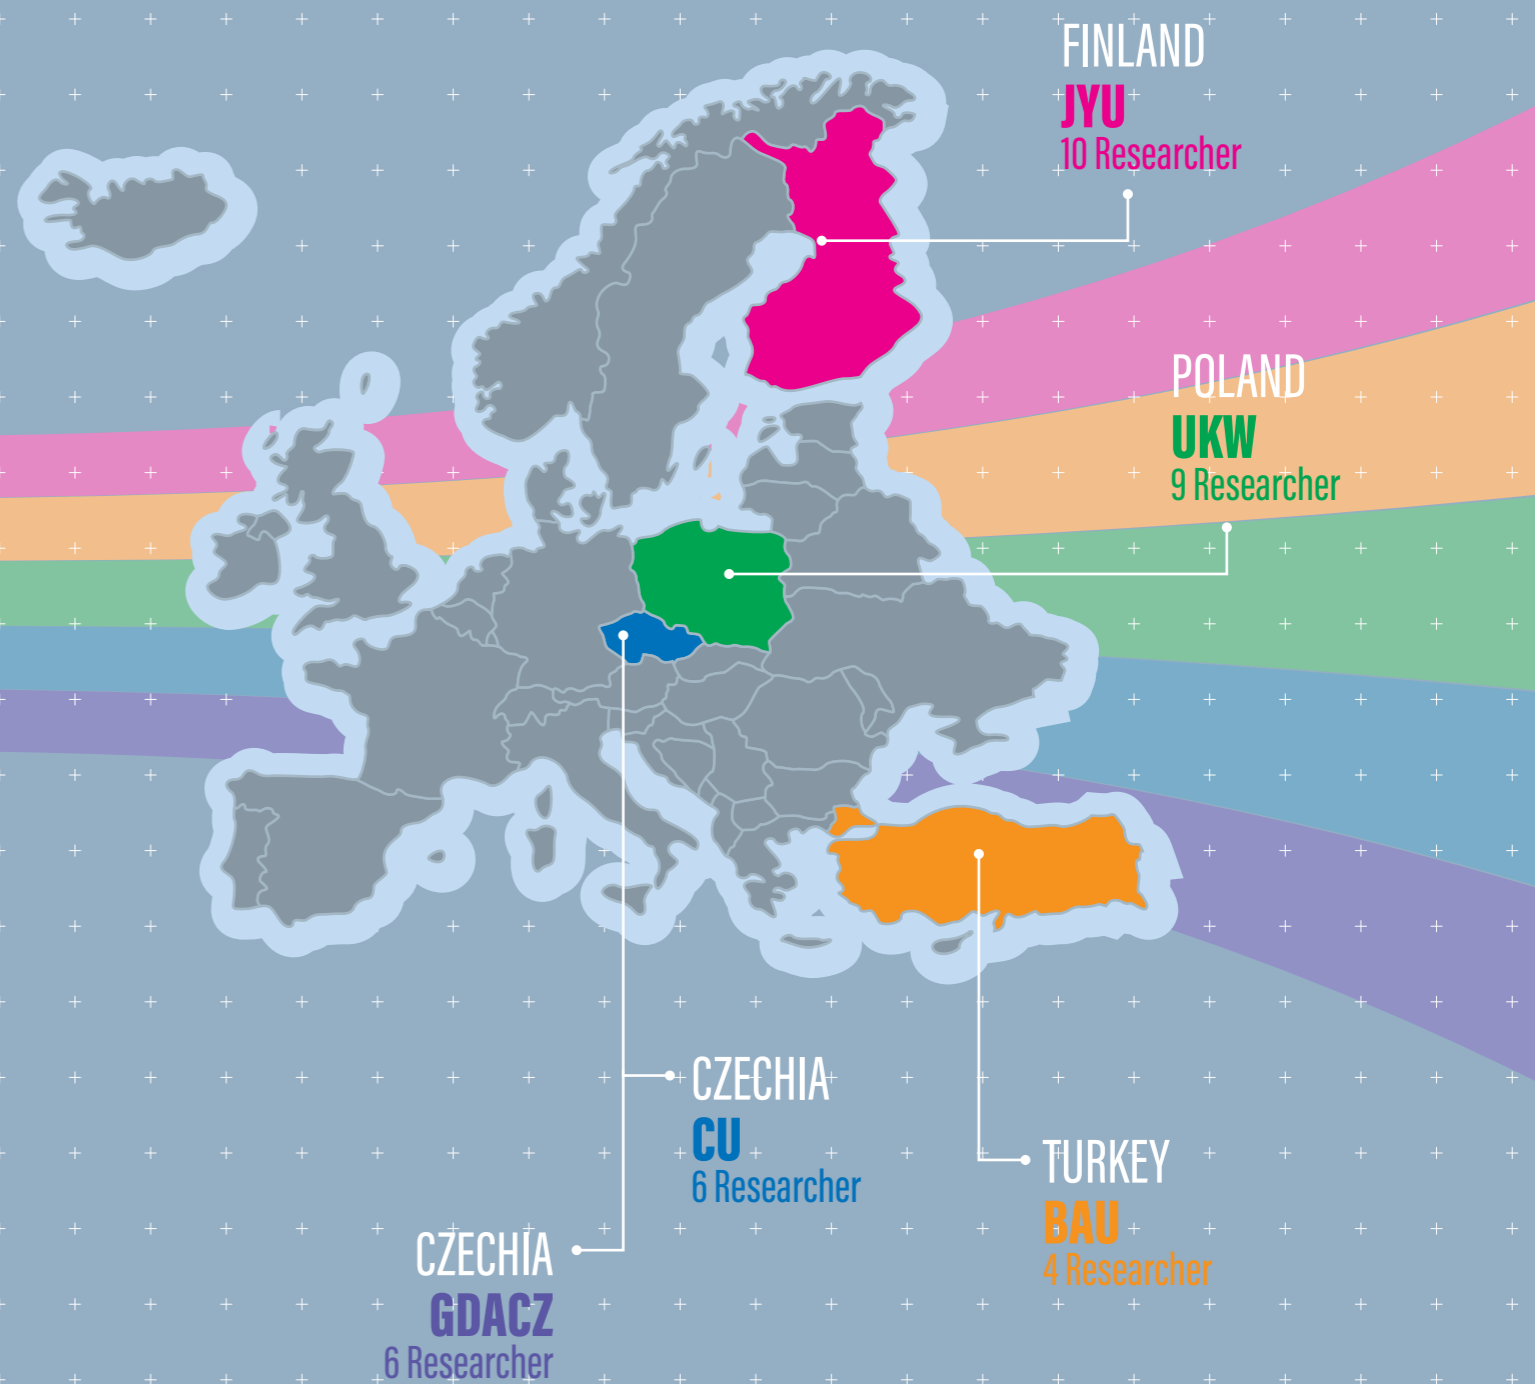 FINLAND
JYU
10 Researcher
POLAND
UKW
9 Researcher
CZECHIA
CU
6 Researcher
TURKEY
BAU
4 Researcher
CZECHIA
GDACZ
6 Researcher